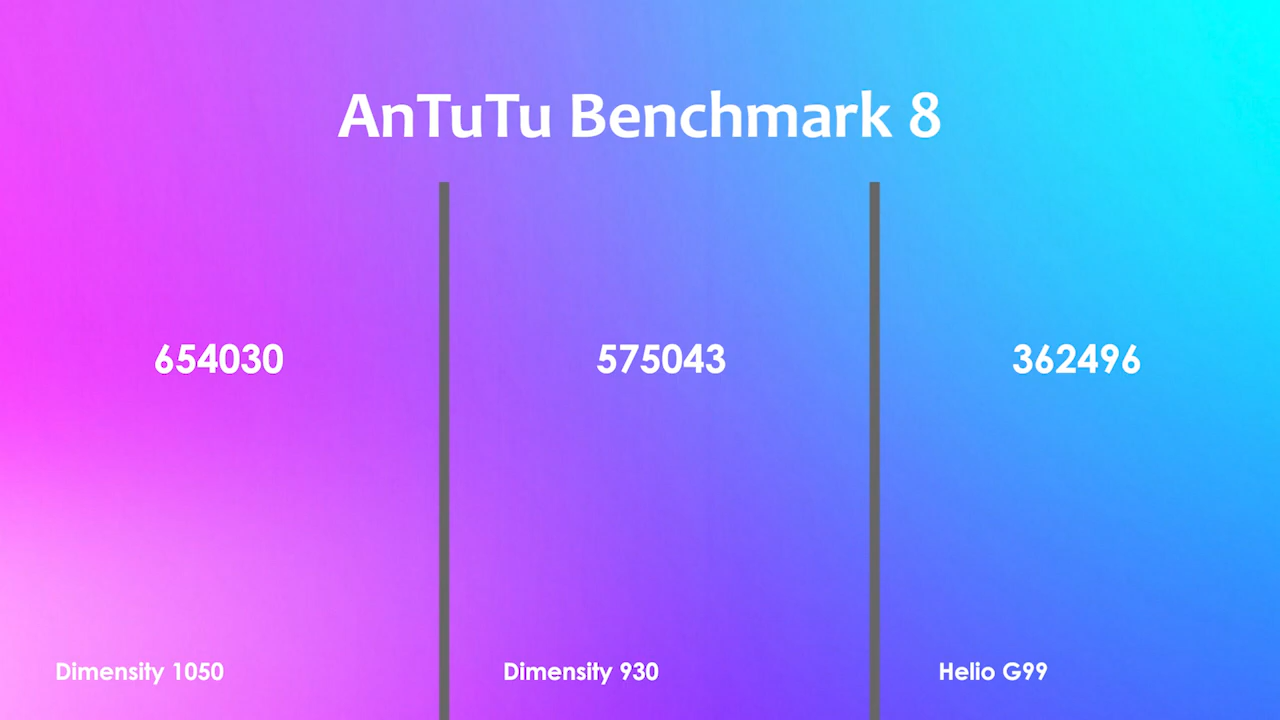 AnTuTu Benchmark 8
654030
575043
362496
Dimensity 1050
Dimensity 930
Helio G99